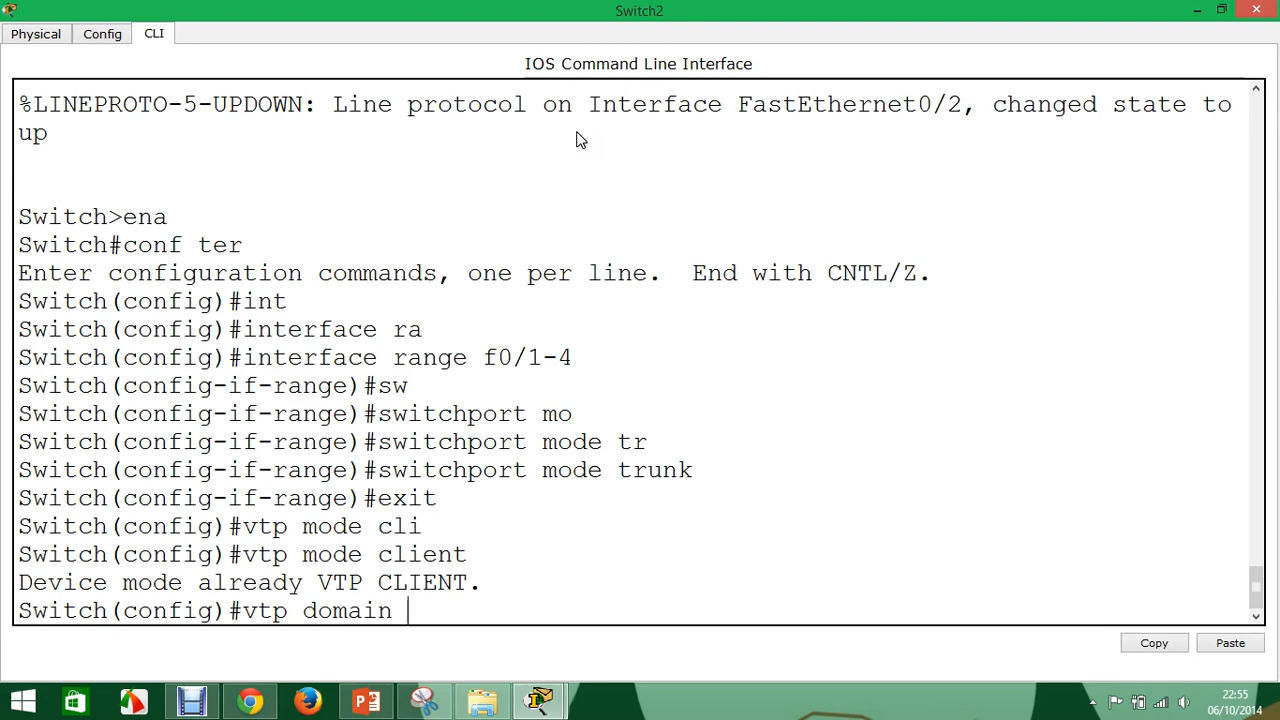 Switch2
Physical Config CLI
IOS Command Line Interface
%LINEPROTO-5-UPDOWN: Line protocol on Interface FastEthernet0/2, changed state to
up
Switch>ena
Switch#conf ter
Enter configuration commands, one per line.  End with CNTL/Z.
Switch(config)#int
Switch(config)#interface ra
Switch(config)#interface range f0/1-4
Switch(config-if-range)#sw
Switch(config-if-range)#switchport mo
Switch(config-if-range)#switchport mode tr
Switch(config-if-range)#switchport mode trunk
Switch(config-if-range)#exit
Switch(config)#vtp mode cli
Switch(config)#vtp mode client
Device mode already VTP CLIENT.
Switch(config)#vtp domain
Copy Paste
22:55
06/10/2014